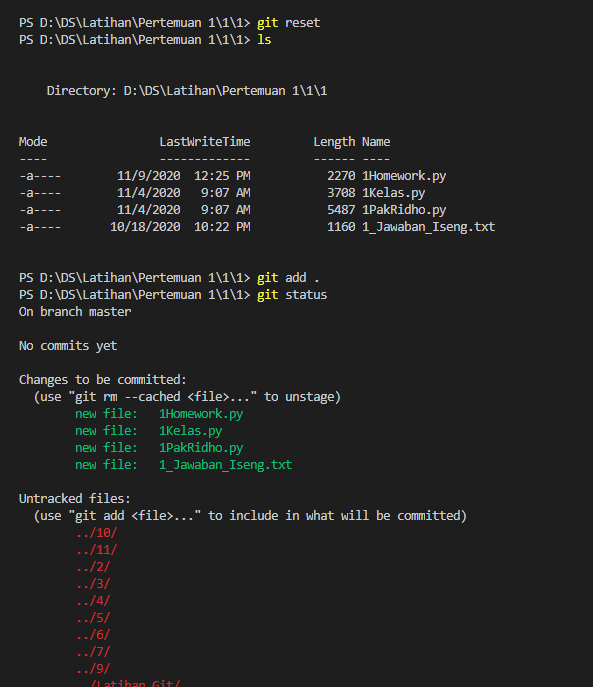 PS D:\DS\Latihan\Pertemuan 1\1\1> git reset
PS D:\DS\Latihan\Pertemuan 1\1\1> ls
Directory: D:\DS\Latihan\Pertemuan 1\1\1
Mode LastWriteTime Length Name
---- ------------- ------ ----
-a---- 11/9/2020 12:25 PM 2270 1Homework.py
-a---- 11/4/2020 9:07 AM 3708 1Kelas.py
-a---- 11/4/2020 9:07 AM 5487 1PakRidho.py
-a---- 10/18/2020 10:22 PM 1160 1_Jawaban_Iseng.txt
PS D:\DS\Latihan\Pertemuan 1\1\1> git add .
PS D:\DS\Latihan\Pertemuan 1\1\1> git status
On branch master
No commits yet
Changes to be committed:
(use "git rm --cached <file>..." to unstage)
new file: 1Homework.py
new file: 1Kelas.py
new file: 1PakRidho.py
new file: 1_Jawaban_Iseng.txt
Untracked files:
(use "git add <file>..." to include in what will be committed)
../10/
../11/
../2/
../3/
../4/
../5/
../6/
../7/
../9/
../Latihan Git/